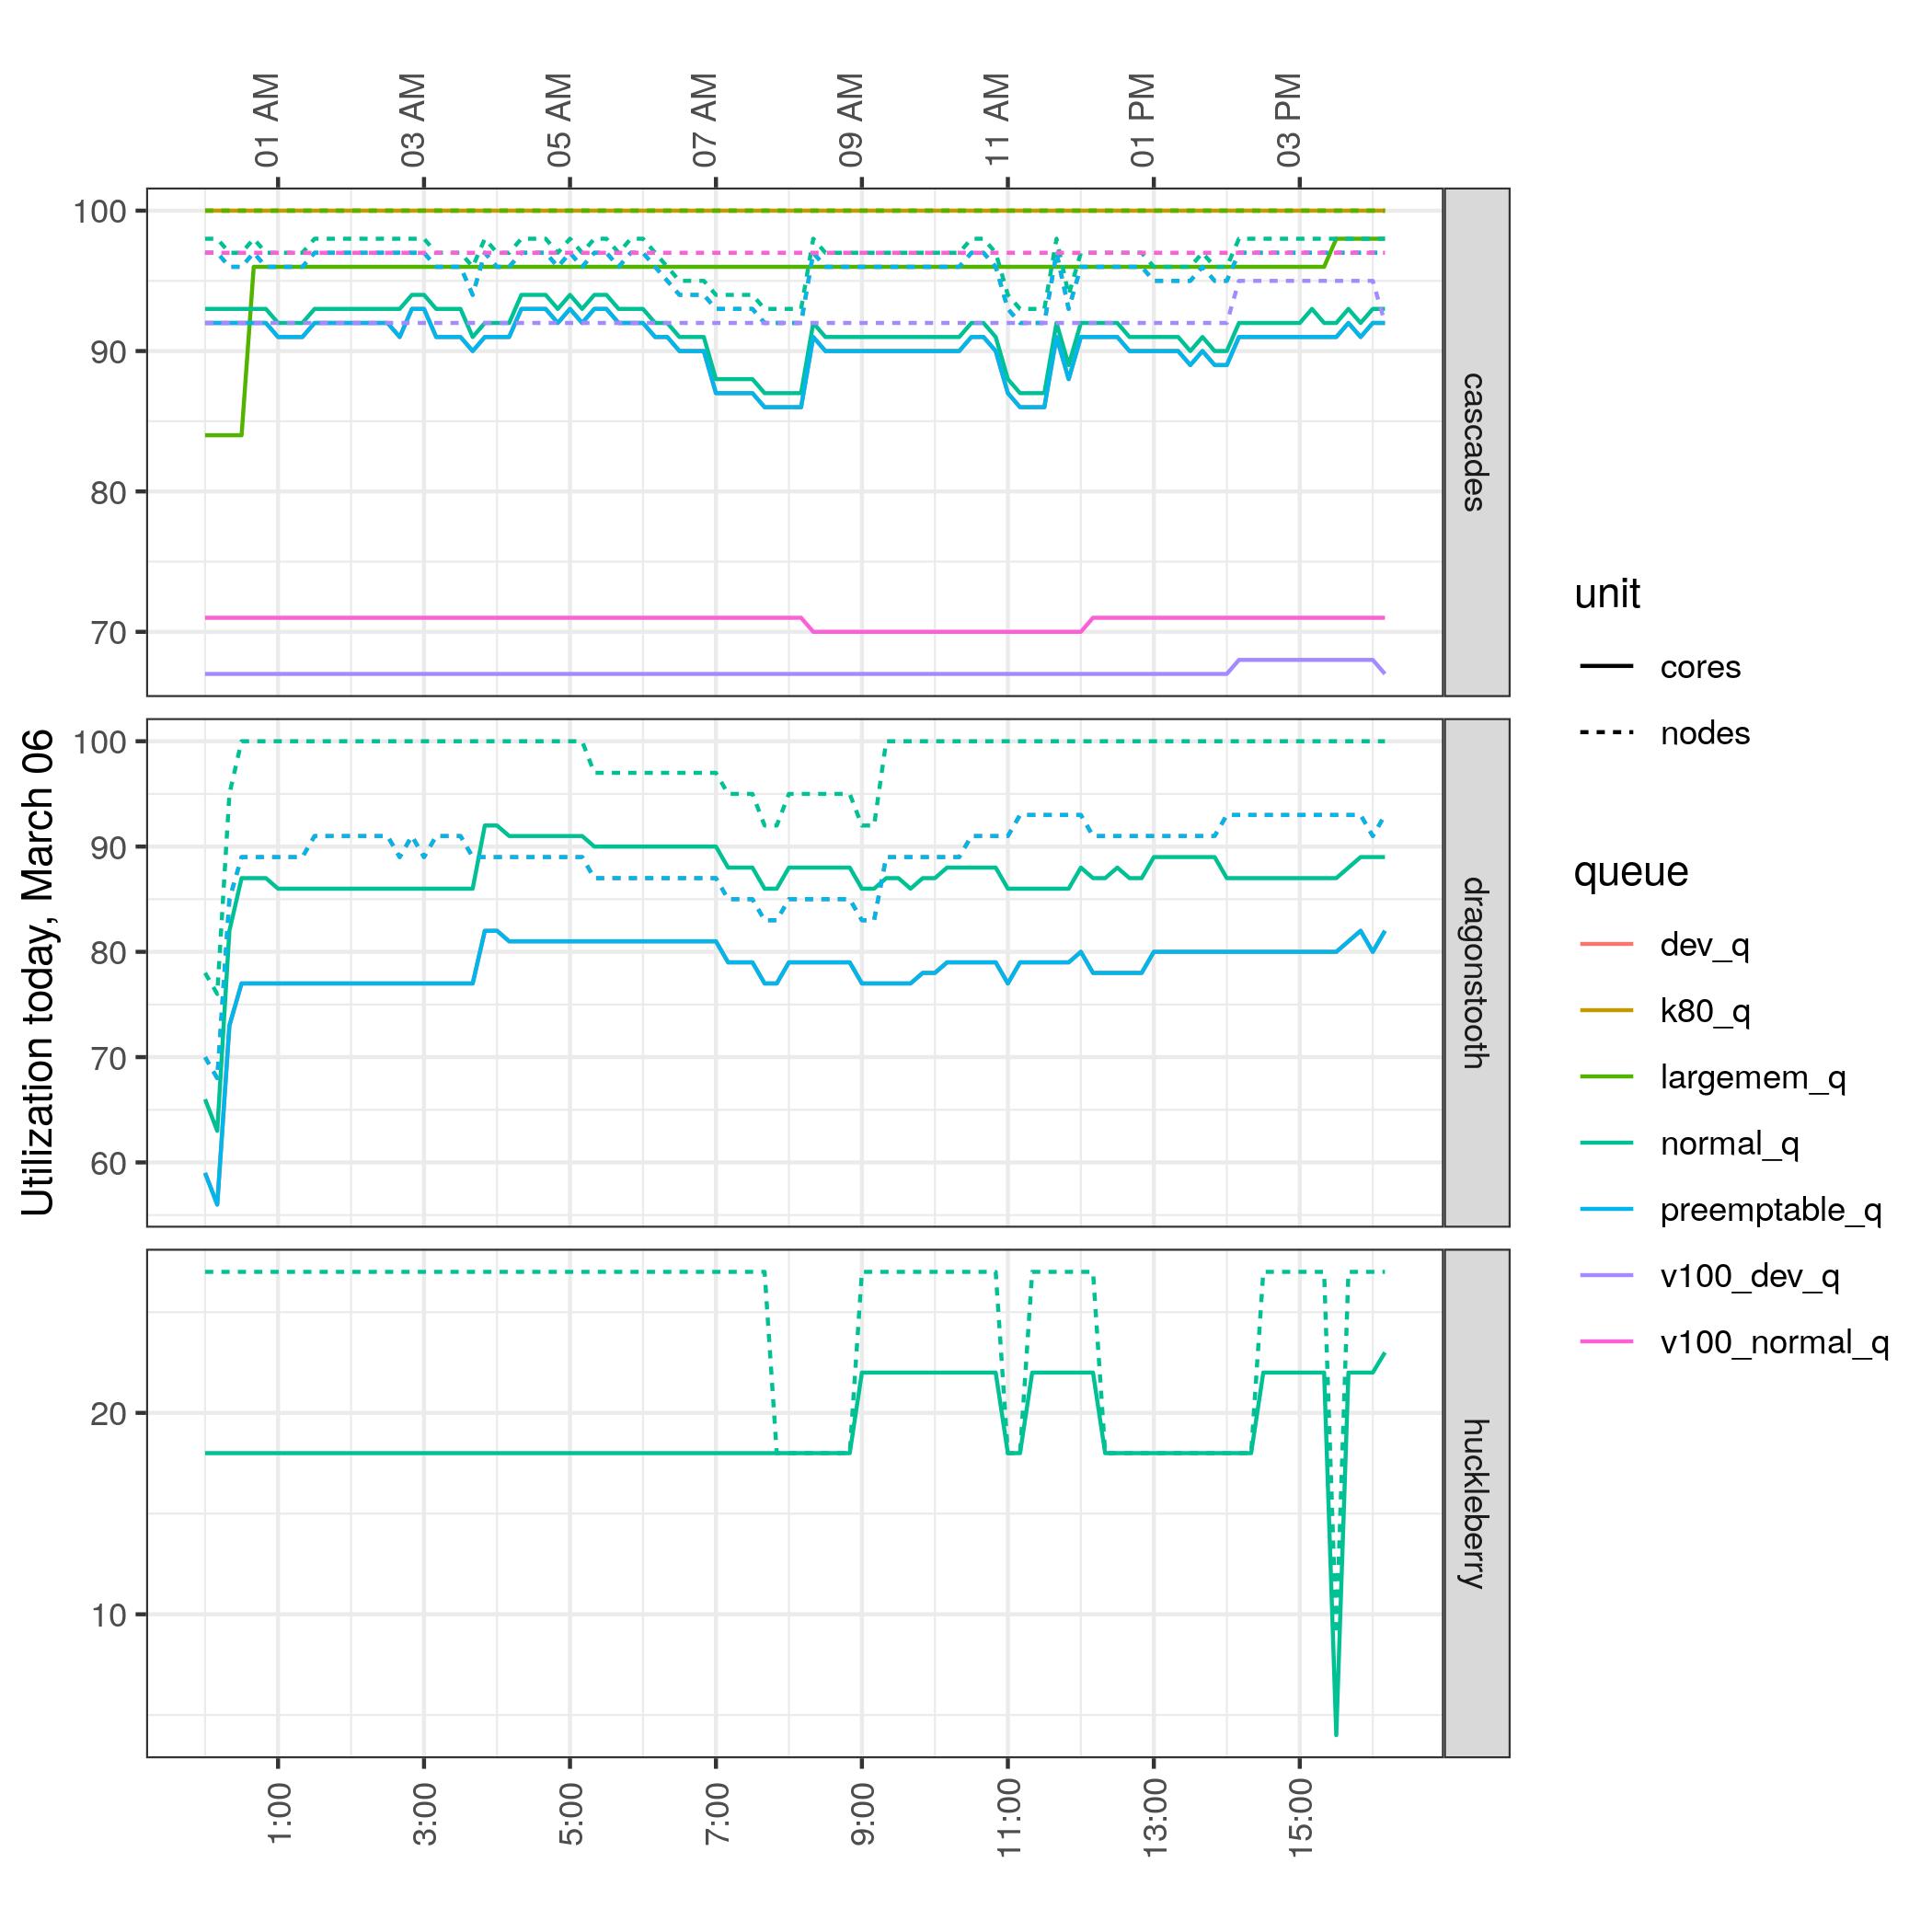 01 AM
03 AM
05 AM
07 AM
09 AM
11 AM
01 PM
03 PM
Utilization today, March 06
100
90
80
70
cascades
100
90
80
70
60
dragonstooth
20
10
huckleberry
1:00
3:00
5:00
7:00
9:00
11:00
13:00
15:00
unit
cores
nodes
queue
dev_q
k80_q
largemem_q
normal_q
preemptable_q
v100_dev_q
v100_normal_q